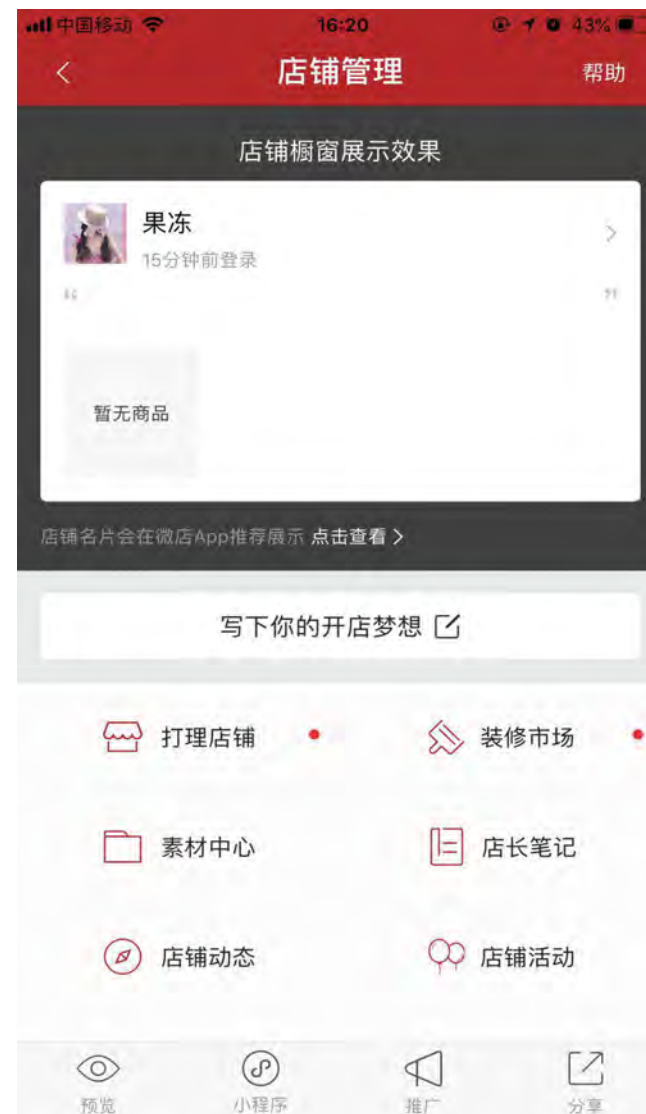 中国移动 16:20 43%
店铺管理 帮助
店铺橱窗展示效果
果冻
15分钟前登录
“ ”
暂无商品
店铺名片会在微店App推荐展示 点击查看
写下你的开店梦想
打理店铺 装修市场
素材中心 店长笔记
店铺动态 店铺活动
预览 小程序 推广 分享